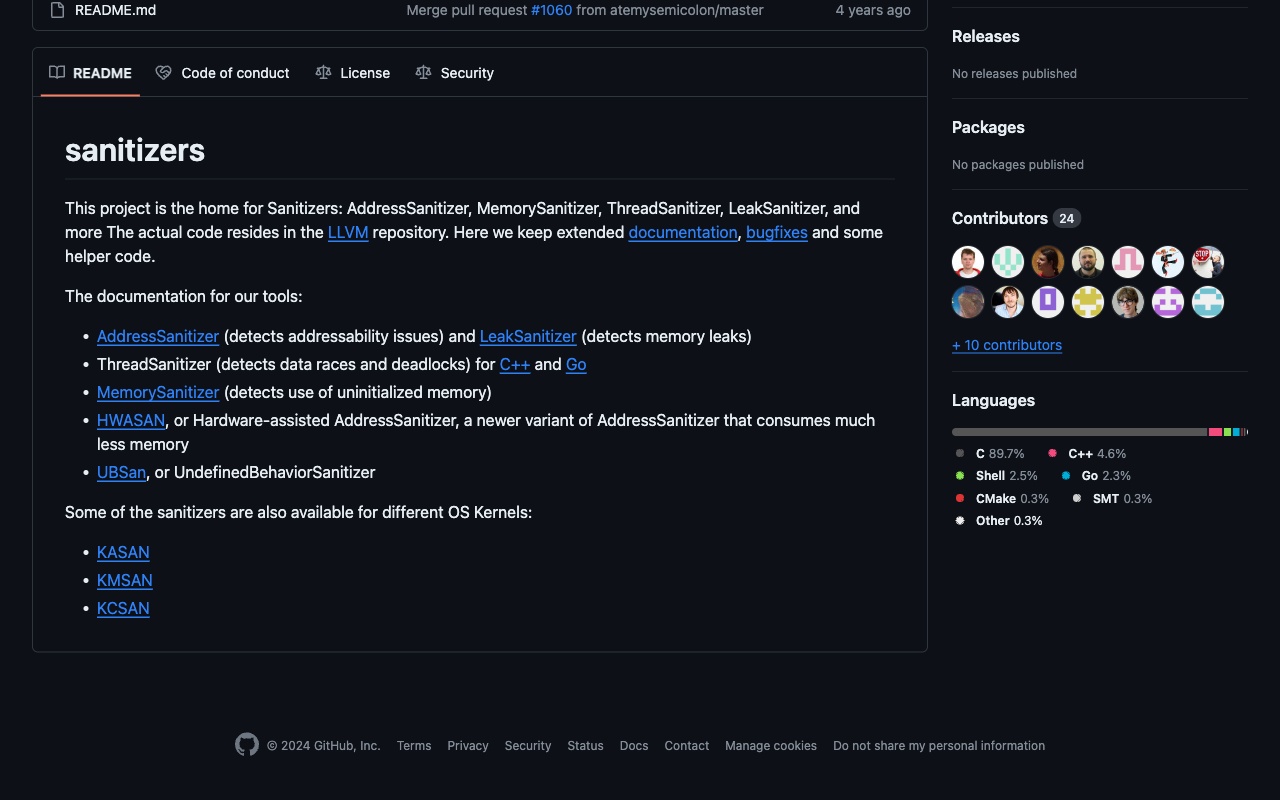 README.md Merge pull request #1060 from atemysemicolon/master 4 years ago
README Code of conduct License Security
sanitizers
This project is the home for Sanitizers: AddressSanitizer, MemorySanitizer, ThreadSanitizer, LeakSanitizer, and
more The actual code resides in the LLVM repository. Here we keep extended documentation, bugfixes and some
helper code.
The documentation for our tools:
• AddressSanitizer (detects addressability issues) and LeakSanitizer (detects memory leaks)
• ThreadSanitizer (detects data races and deadlocks) for C++ and Go
• MemorySanitizer (detects use of uninitialized memory)
• HWASAN, or Hardware-assisted AddressSanitizer, a newer variant of AddressSanitizer that consumes much
less memory
• UBSan, or UndefinedBehaviorSanitizer
Some of the sanitizers are also available for different OS Kernels:
• KASAN
• KMSAN
• KCSAN
Releases
No releases published
Packages
No packages published
Contributors 24
STOP
+ 10 contributors
Languages
C 89.7% C++ 4.6%
Shell 2.5% Go 2.3%
CMake 0.3% SMT 0.3%
Other 0.3%
© 2024 GitHub, Inc. Terms Privacy Security Status Docs Contact Manage cookies Do not share my personal information